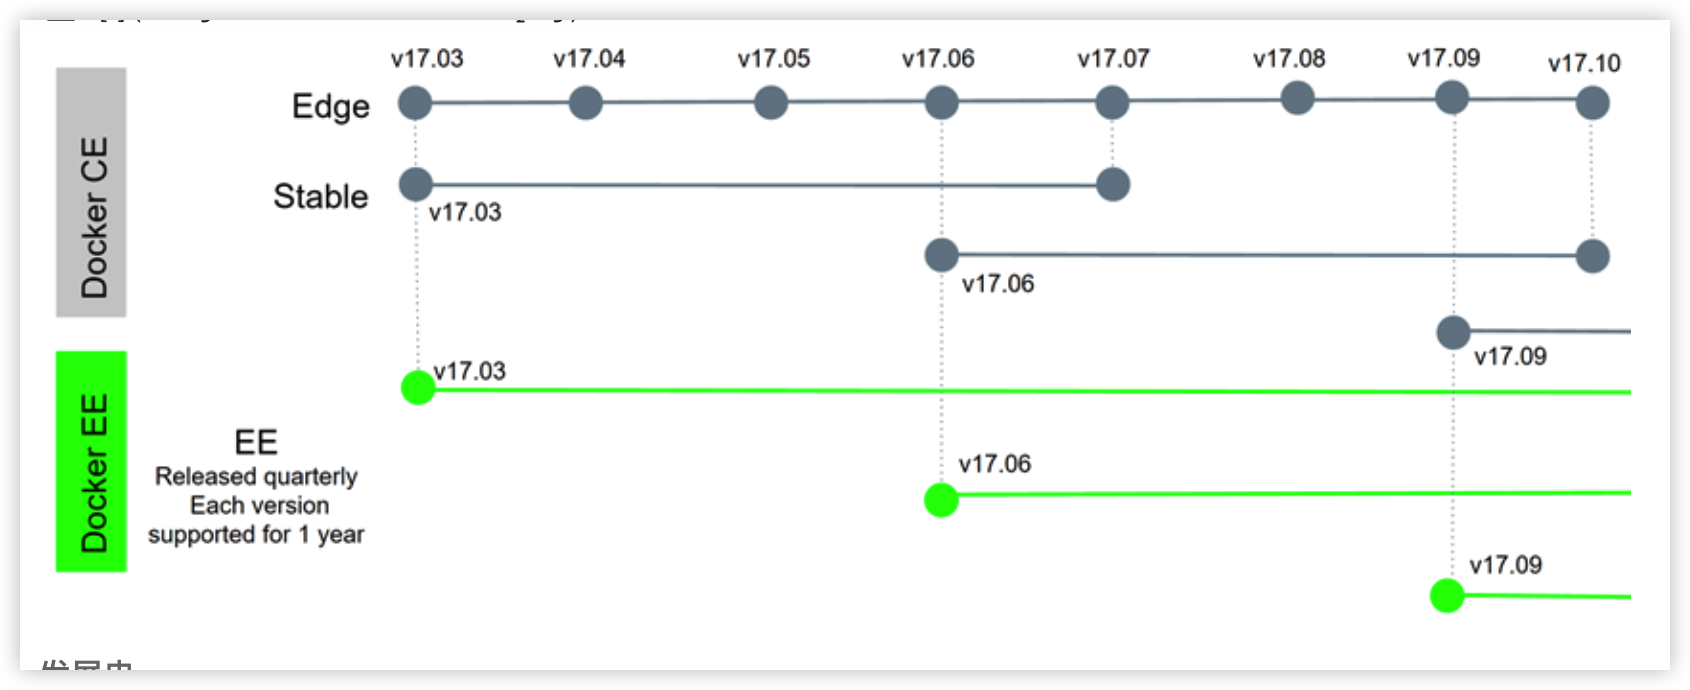 v17.03 v17.04 v17.05 v17.06 v17.07 v17.08 v17.09 v17.10
Edge
Docker CE
Stable
v17.03
v17.06
v17.09
v17.03
Docker EE
EE
Released quarterly
Each version
supported for 1 year
v17.06
v17.09